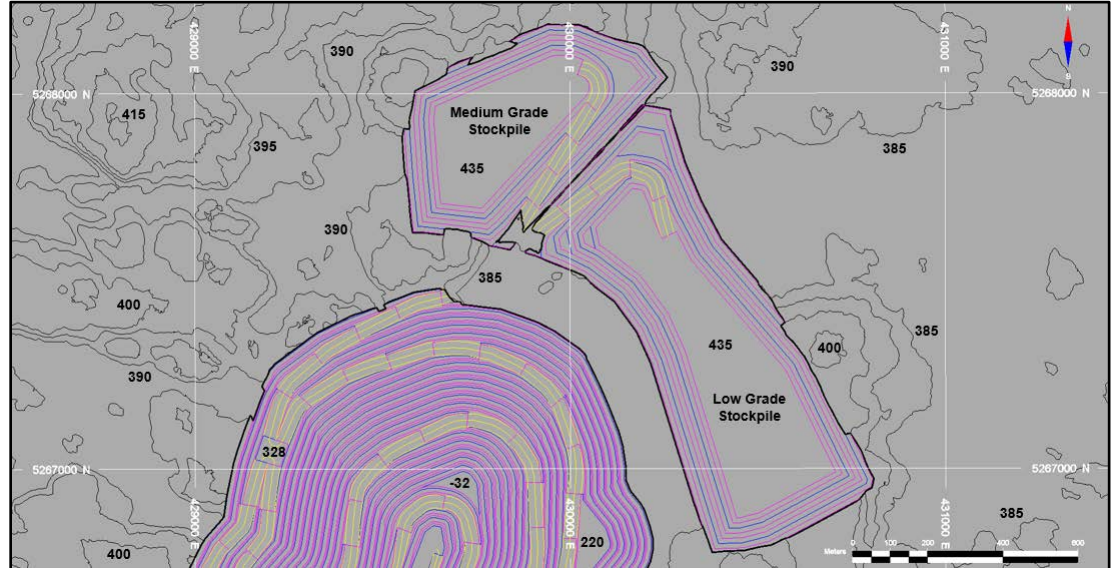 N
B
429000 E
430000 E
431000 E
390
390
5268000 N
5268000 N
415
Medium Grade
Stockpile
395
385
435
390
385
400
385
435
400
390
Low Grade
Stockpile
328
5267000 N
5267000 N
-32
429000 E
430000 E
431000 E
385
220
400
Meters
0
100
200
400
600